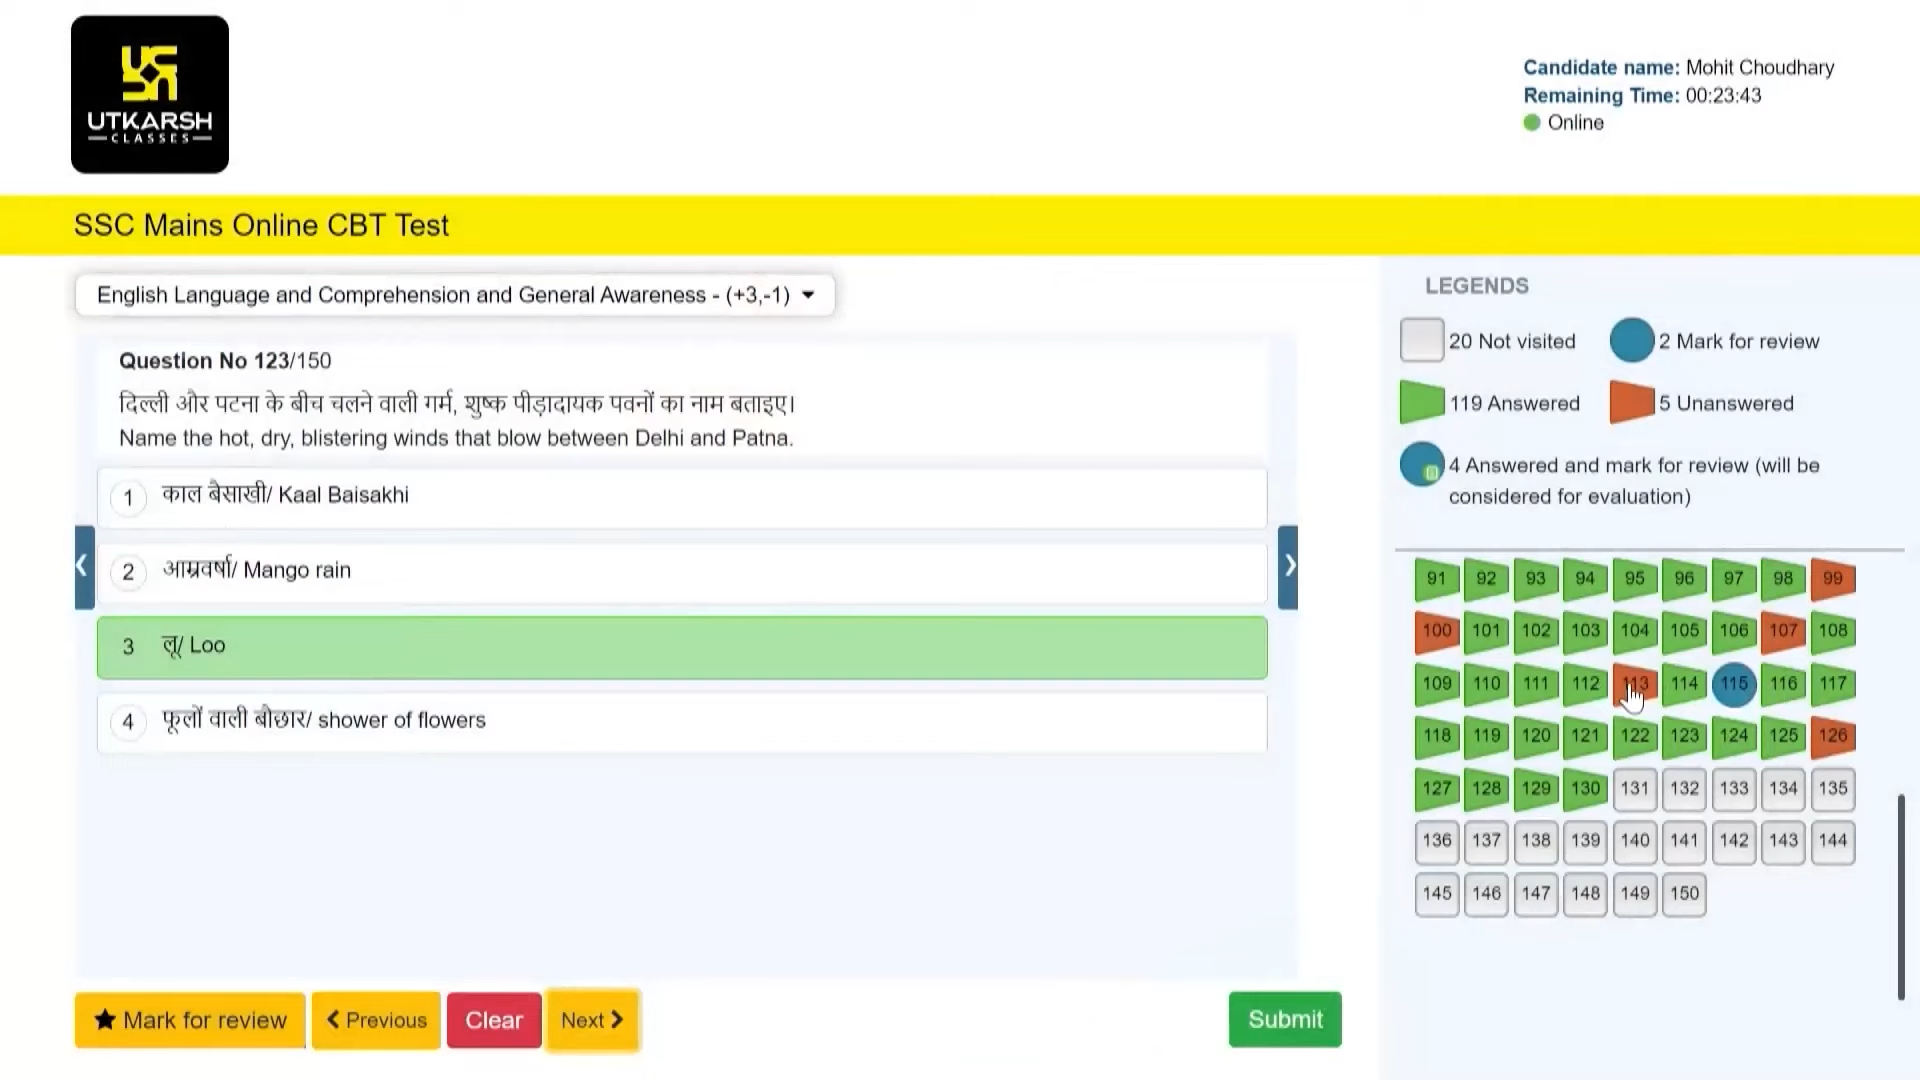 UTKARSH
CLASSES
Candidate name: Mohit Choudhary
Remaining Time: 00:23:43
Online
SSC Mains Online CBT Test
English Language and Comprehension and General Awareness - (+3,-1)
Question No 123/150
दिल्ली और पटना के बीच चलने वाली गर्म, शुष्क पीड़ादायक पवनों का नाम बताइए।
Name the hot, dry, blistering winds that blow between Delhi and Patna.
1 काल बैसाखी/ Kaal Baisakhi
2 आम्रवर्षा/ Mango rain
3 लू/ Loo
4 फूलों वाली बौछार/ shower of flowers
Mark for review
Previous
Clear
Next
Submit
LEGENDS
20 Not visited
2 Mark for review
119 Answered
5 Unanswered
4 Answered and mark for review (will be
considered for evaluation)
91 92 93 94 95 96 97 98 99
100 101 102 103 104 105 106 107 108
109 110 111 112 113 114 115 116 117
118 119 120 121 122 123 124 125 126
127 128 129 130 131 132 133 134 135
136 137 138 139 140 141 142 143 144
145 146 147 148 149 150